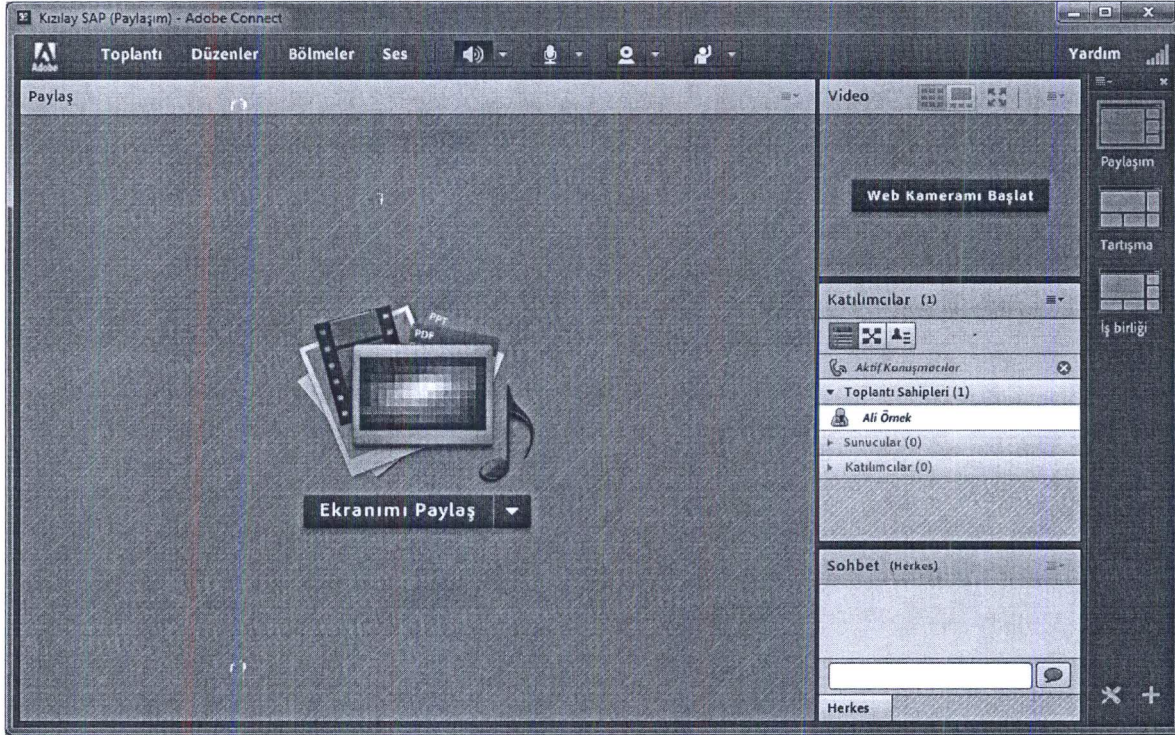 Kızılay SAP (Paylaşım) - Adobe Connect
Adobe Toplantı Düzenler Bölmeler Ses Yardım
Paylaş
PPT
PDF
Ekranımı Paylaş
Video
Web Kameramı Başlat
Katılımcılar (1)
Aktif Konuşmacılar
Toplantı Sahipleri (1)
Ali Örnek
Sunucular (0)
Katılımcılar (0)
Sohbet (Herkes)
Herkes
Paylaşım
Tartışma
İş birliği